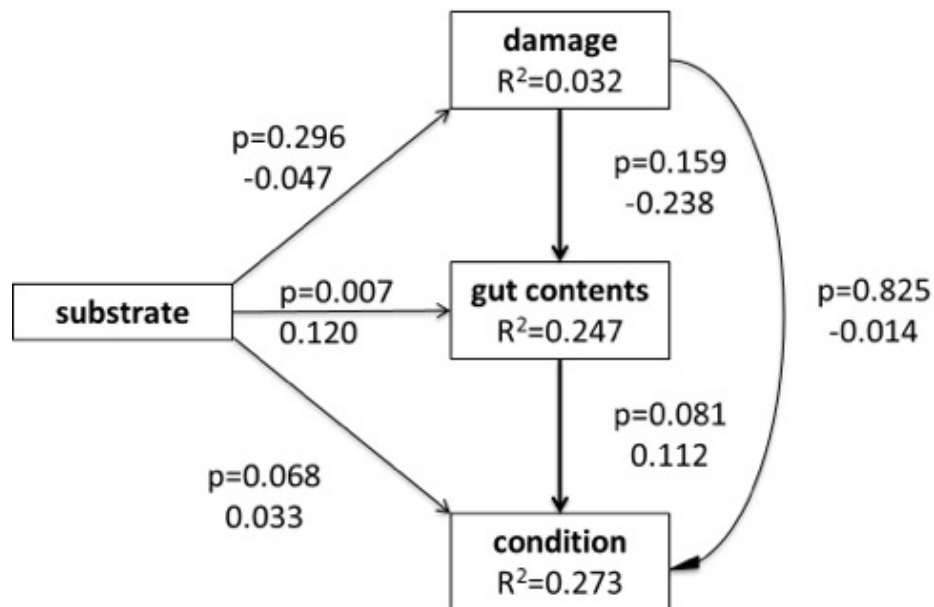 damage
R²=0.032
p=0.296
-0.047
p=0.159
-0.238
substrate
p=0.007
0.120
gut contents
R²=0.247
p=0.825
-0.014
p=0.081
0.112
p=0.068
0.033
condition
R²=0.273